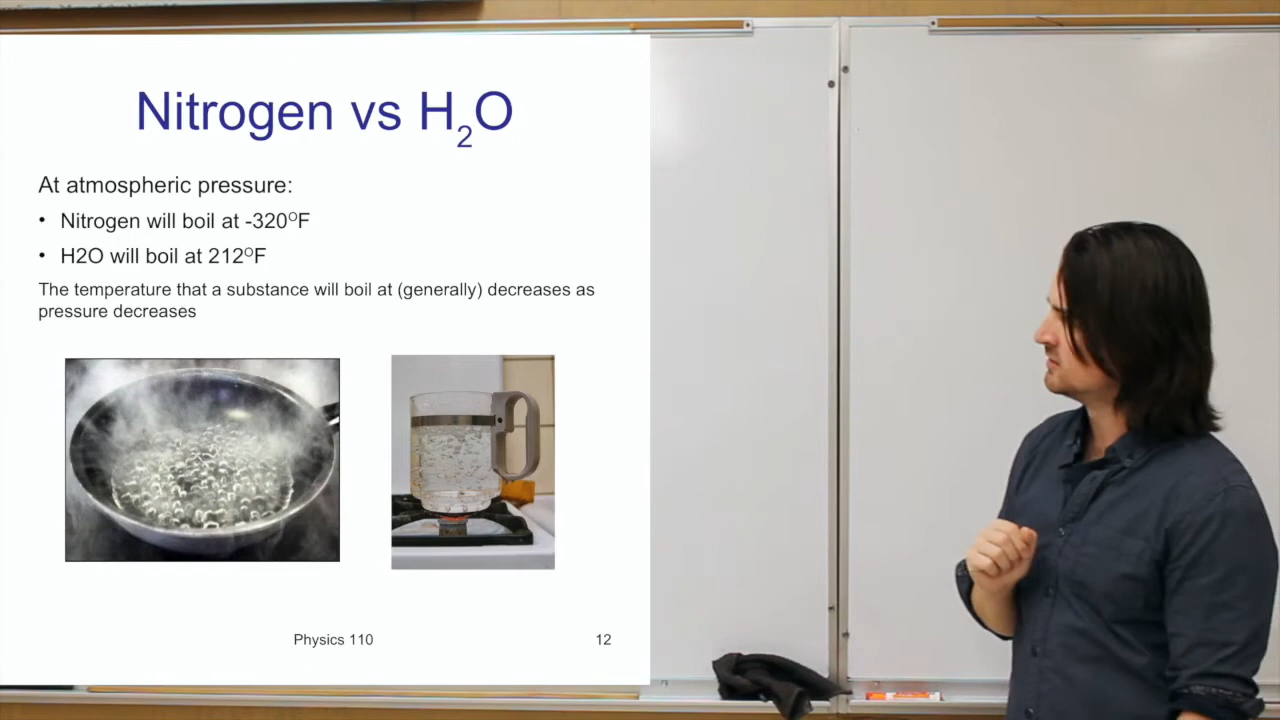 Nitrogen vs H₂O
At atmospheric pressure:
• Nitrogen will boil at -320ᴼF
• H2O will boil at 212ᴼF
The temperature that a substance will boil at (generally) decreases as
pressure decreases
Physics 110
12